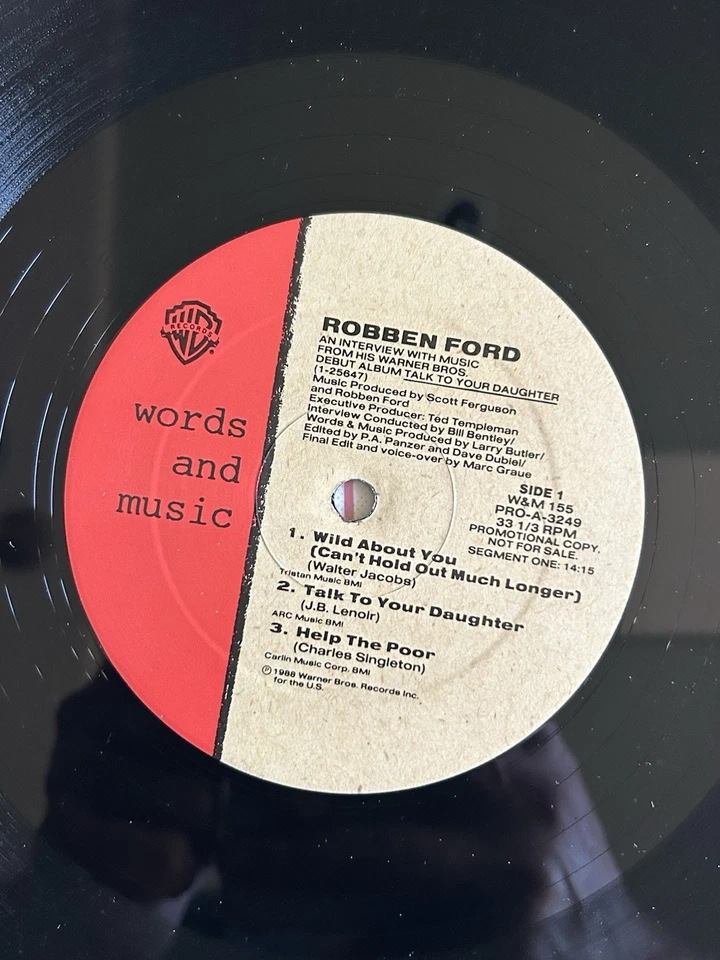 WB
RECORDS
words
and
music
ROBBEN FORD
AN INTERVIEW WITH MUSIC
FROM HIS WARNER BROS.
DEBUT ALBUM TALK TO YOUR DAUGHTER
(1-25647)
Music Produced by Scott Ferguson
and Robben Ford
Executive Producer: Ted Templeman
Interview Conducted by Bill Bentley/
Words & Music Produced by Larry Butler/
Edited by P.A. Panzer and Dave Dubiel/
Final Edit and voice-over by Marc Graue
SIDE 1
W&M 155
PRO-A-3249
33 1/3 RPM
PROMOTIONAL COPY.
NOT FOR SALE.
SEGMENT ONE: 14:15
1. Wild About You
(Can't Hold Out Much Longer)
(Walter Jacobs)
Tristan Music BMI
2. Talk To Your Daughter
(J.B. Lenoir)
ARC Music BMI
3. Help The Poor
(Charles Singleton)
Carlin Music Corp. BMI
℗ 1988 Warner Bros. Records Inc.
for the U.S.